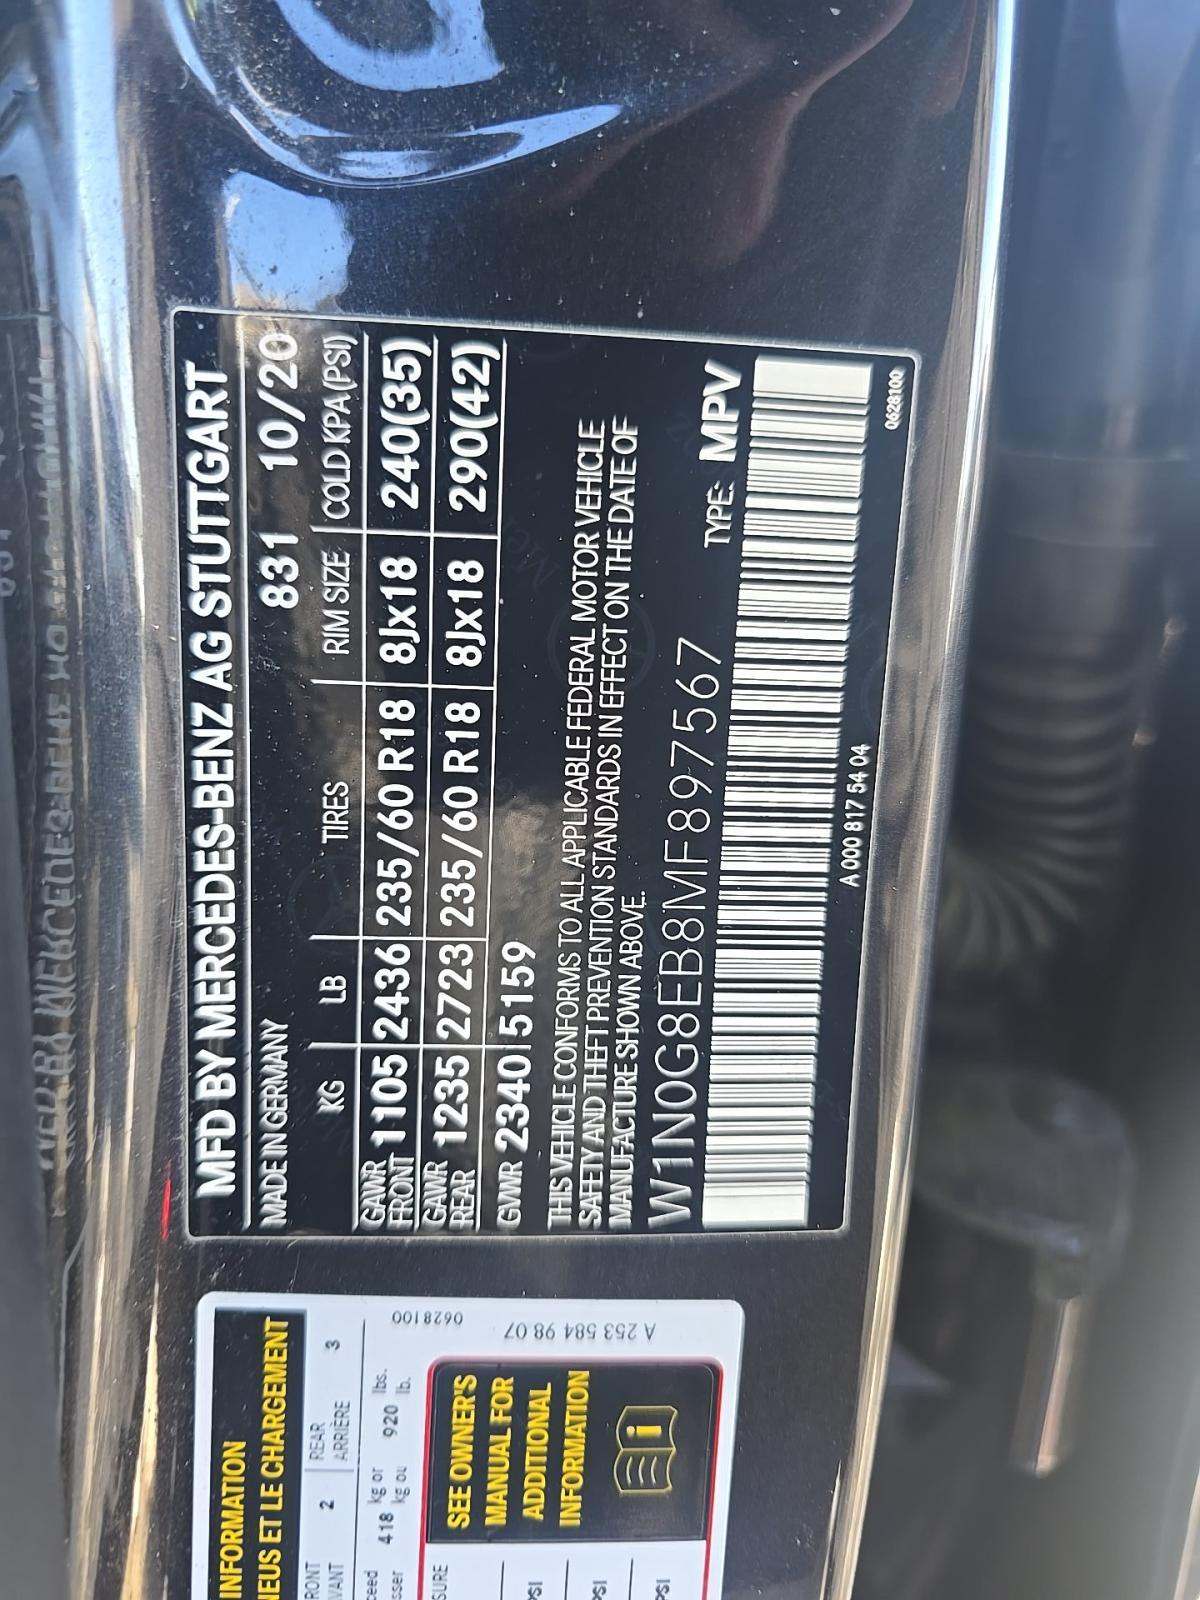 MFD BY MERCEDES-BENZ AG STUTTGART
MADE IN GERMANY 831 10/20
KG LB TIRES RIM SIZE COLD KPA(PSI)
GAWR FRONT 1105 2436 235/60 R18 8Jx18 240(35)
GAWR REAR 1235 2723 235/60 R18 8Jx18 290(42)
GVWR 2340 5159
THIS VEHICLE CONFORMS TO ALL APPLICABLE FEDERAL MOTOR VEHICLE
SAFETY AND THEFT PREVENTION STANDARDS IN EFFECT ON THE DATE OF
MANUFACTURE SHOWN ABOVE.
W1N0G8EB8MF897567 TYPE: MPV
A 000 817 54 04 0628100
INFORMATION
ET LE CHARGEMENT
2 REAR 3
ARRIÈRE
418 kg or 920 lbs.
kg ou lb.
SEE OWNER'S
MANUAL FOR
ADDITIONAL
INFORMATION
PSI
PSI
PSI
0628100
A 253 584 98 07